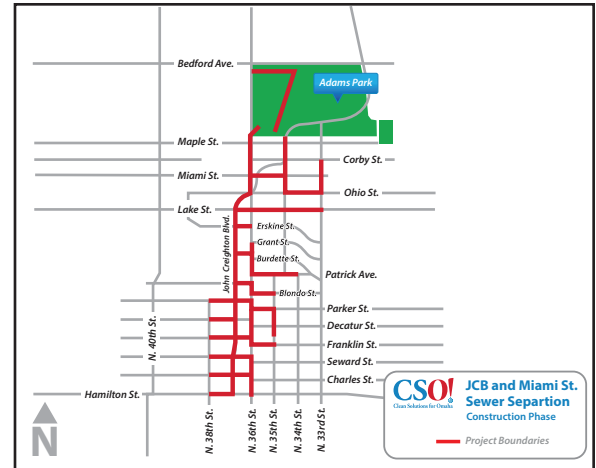 Bedford Ave.
Adams Park
Maple St.
Corby St.
Miami St.
Ohio St.
Lake St.
Erskine St.
Grant St.
Burdette St.
Patrick Ave.
John Creighton Blvd.
Blondo St.
Parker St.
N. 40th St.
Decatur St.
Franklin St.
Seward St.
Charles St.
Hamilton St.
N. 38th St.
N. 36th St.
N. 35th St.
N. 34th St.
N. 33rd St.
N
CSO!
Clean Solutions for Omaha
JCB and Miami St.
Sewer Separtion
Construction Phase
Project Boundaries